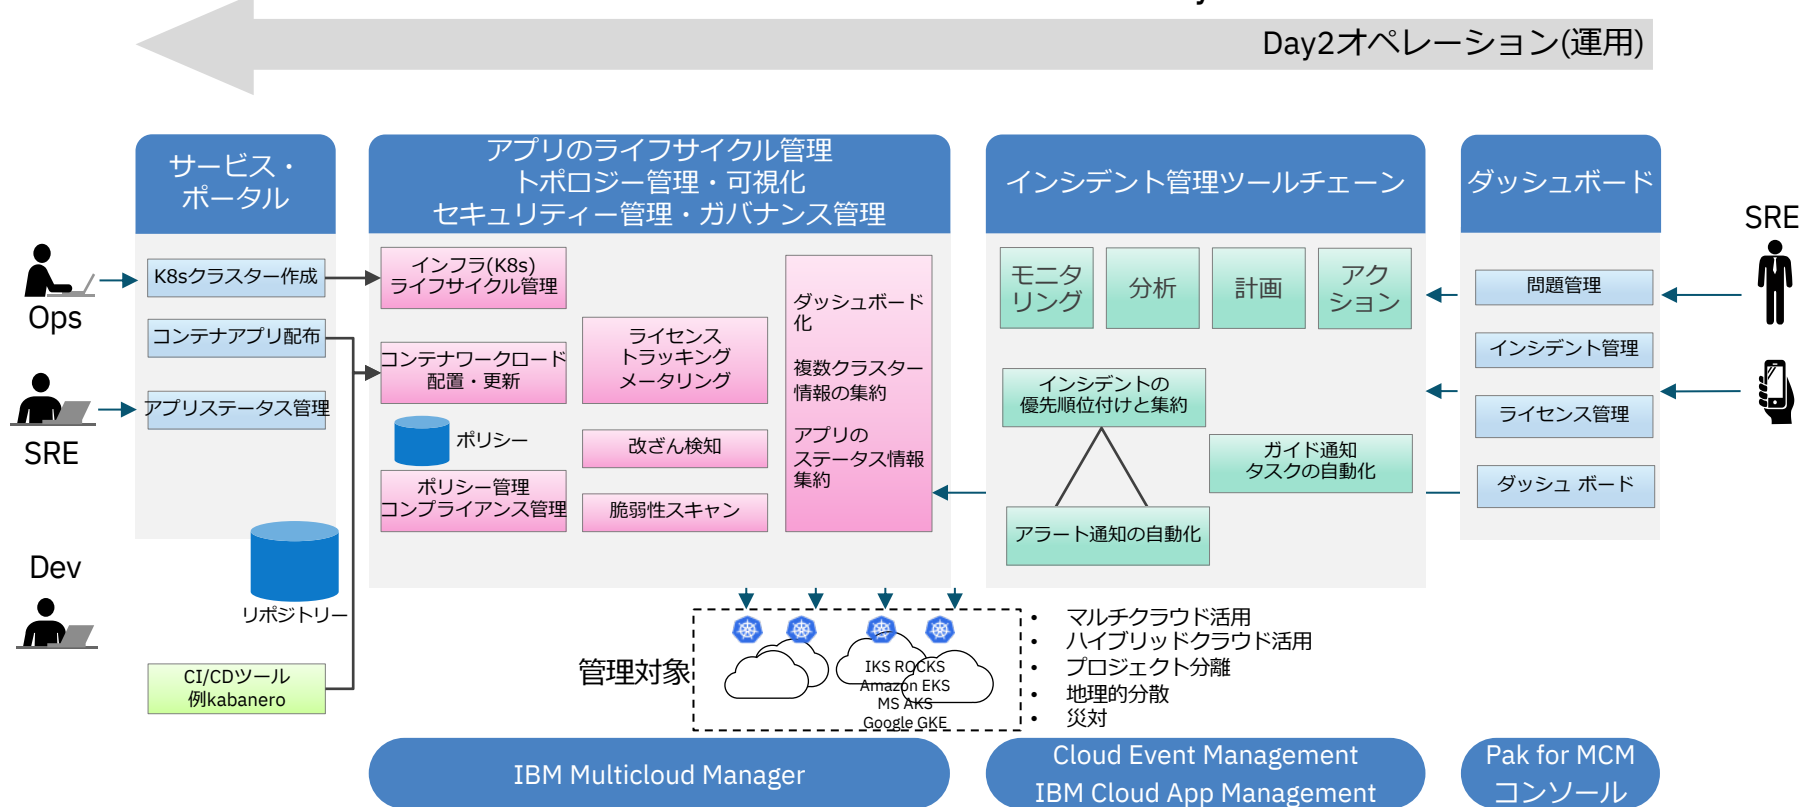 Day2オペレーション(運用)
サービス・
ポータル
アプリのライフサイクル管理
トポロジー管理・可視化
セキュリティー管理・ガバナンス管理
インシデント管理ツールチェーン
ダッシュボード
SRE
Ops
SRE
Dev
K8sクラスター作成
コンテナアプリ配布
アプリステータス管理
リポジトリー
CI/CDツール
例kabanero
インフラ(K8s)
ライフサイクル管理
コンテナワークロード
配置・更新
ポリシー
ポリシー管理
コンプライアンス管理
ライセンス
トラッキング
メータリング
改ざん検知
脆弱性スキャン
ダッシュボード
化
複数クラスター
情報の集約
アプリの
ステータス情報
集約
モニタ
リング
分析
計画
アク
ション
インシデントの
優先順位付けと集約
ガイド通知
タスクの自動化
アラート通知の自動化
問題管理
インシデント管理
ライセンス管理
ダッシュ ボード
管理対象
IKS ROCKS
Amazon EKS
MS AKS
Google GKE
• マルチクラウド活用
• ハイブリッドクラウド活用
• プロジェクト分離
• 地理的分散
• 災対
IBM Multicloud Manager
Cloud Event Management
IBM Cloud App Management
Pak for MCM
コンソール